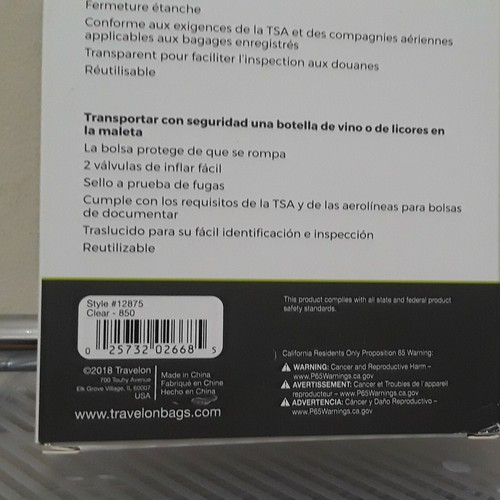 Fermeture étanche
Conforme aux exigences de la TSA et des compagnies aériennes
applicables aux bagages enregistrés
Transparent pour faciliter l'inspection aux douanes
Réutilisable
Transportar con seguridad una botella de vino o de licores en
la maleta
La bolsa protege de que se rompa
2 válvulas de inflar fácil
Sello a prueba de fugas
Cumple con los requisitos de la TSA y de las aerolíneas para bolsas
de documentar
Traslucido para su fácil identificación e inspección
Reutilizable
Style #12875
Clear - 850
0 25732 02668 5
This product complies with all state and federal product
safety standards.
©2018 Travelon
700 Touhy Avenue
Elk Grove Village, IL 60007
USA
Made in China
Fabriqué en Chine
Hecho en China
www.travelonbags.com
California Residents Only Proposition 65 Warning:
WARNING: Cancer and Reproductive Harm –
www.P65Warnings.ca.gov
AVERTISSEMENT: Cancer et Troubles de l'appareil
reproducteur – www.P65Warnings.ca.gov
ADVERTENCIA: Cáncer y Daño Reproductivo –
www.P65Warnings.ca.gov